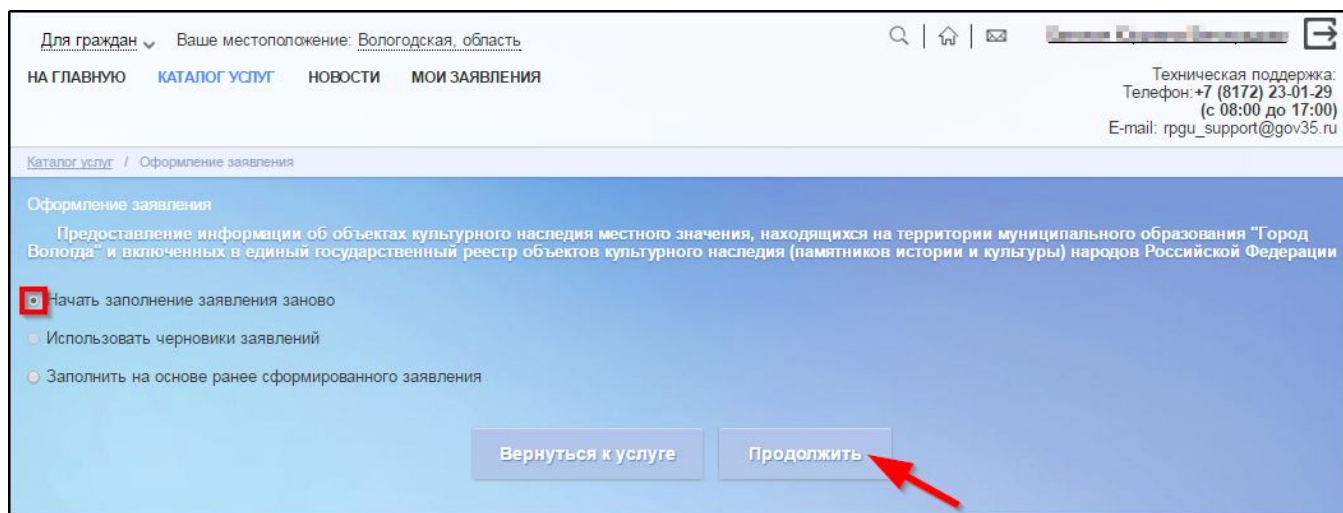 Для граждан Ваше местоположение: Вологодская, область
НА ГЛАВНУЮ КАТАЛОГ УСЛУГ НОВОСТИ МОИ ЗАЯВЛЕНИЯ
Техническая поддержка:
Телефон:+7 (8172) 23-01-29
(с 08:00 до 17:00)
E-mail: rpgu_support@gov35.ru
Каталог услуг / Оформление заявления
Оформление заявления
Предоставление информации об объектах культурного наследия местного значения, находящихся на территории муниципального образования "Город
Вологда" и включенных в единый государственный реестр объектов культурного наследия (памятников истории и культуры) народов Российской Федерации
Начать заполнение заявления заново
Использовать черновики заявлений
Заполнить на основе ранее сформированного заявления
Вернуться к услуге Продолжить